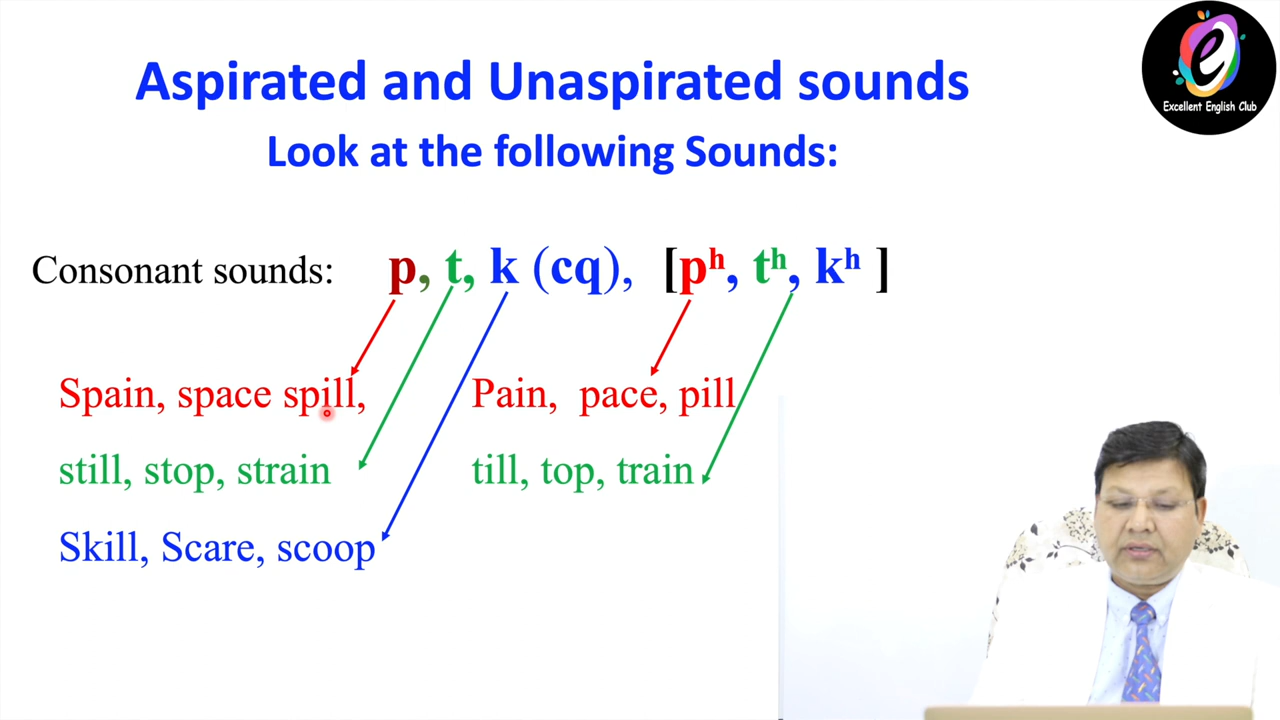 Aspirated and Unaspirated sounds
Excellent English Club
Look at the following Sounds:
Consonant sounds: p, t, k (cq), [pʰ, tʰ, kʰ ]
Spain, space spill, Pain, pace, pill
still, stop, strain till, top, train
Skill, Scare, scoop